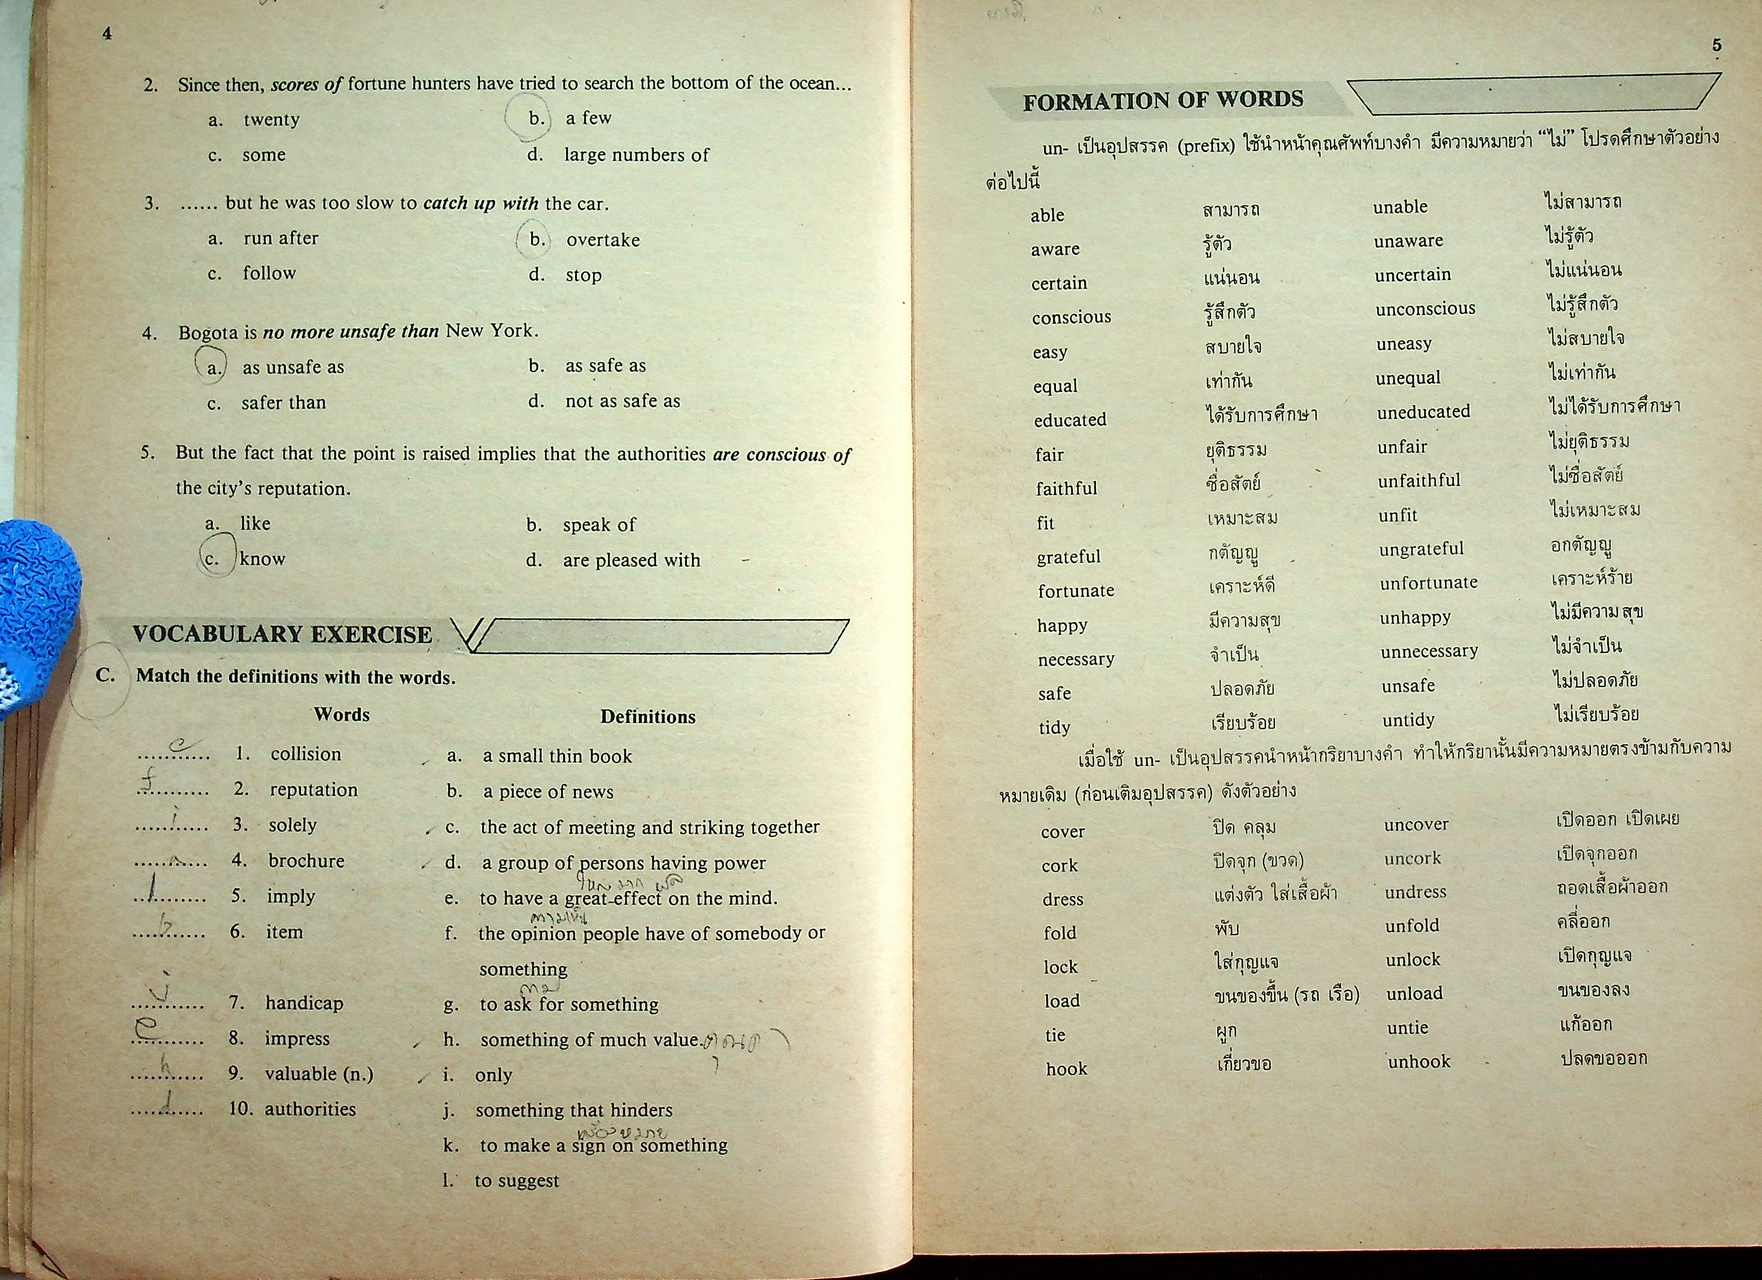 4
2. Since then, scores of fortune hunters have tried to search the bottom of the ocean...
a. twenty b. a few
c. some d. large numbers of
3. ...... but he was too slow to catch up with the car.
a. run after b. overtake
c. follow d. stop
4. Bogota is no more unsafe than New York.
a. as unsafe as b. as safe as
c. safer than d. not as safe as
5. But the fact that the point is raised implies that the authorities are conscious of
the city's reputation.
a. like b. speak of
c. know d. are pleased with
VOCABULARY EXERCISE
C. Match the definitions with the words.
Words Definitions
c 1. collision a. a small thin book
f 2. reputation b. a piece of news
i 3. solely c. the act of meeting and striking together
a 4. brochure d. a group of persons having power
l 5. imply e. to have a great effect on the mind.
b 6. item f. the opinion people have of somebody or
something
j 7. handicap g. to ask for something
e 8. impress h. something of much value.
h 9. valuable (n.) i. only
d 10. authorities j. something that hinders
k. to make a sign on something
l. to suggest
5
FORMATION OF WORDS
un- เป็นอุปสรรค (prefix) ใช้นำหน้าคุณศัพท์บางคำ มีความหมายว่า “ไม่” โปรดศึกษาตัวอย่าง
ต่อไปนี้
able สามารถ unable ไม่สามารถ
aware รู้ตัว unaware ไม่รู้ตัว
certain แน่นอน uncertain ไม่แน่นอน
conscious รู้สึกตัว unconscious ไม่รู้สึกตัว
easy สบายใจ uneasy ไม่สบายใจ
equal เท่ากัน unequal ไม่เท่ากัน
educated ได้รับการศึกษา uneducated ไม่ได้รับการศึกษา
fair ยุติธรรม unfair ไม่ยุติธรรม
faithful ซื่อสัตย์ unfaithful ไม่ซื่อสัตย์
fit เหมาะสม unfit ไม่เหมาะสม
grateful กตัญญู ungrateful อกตัญญู
fortunate เคราะห์ดี unfortunate เคราะห์ร้าย
happy มีความสุข unhappy ไม่มีความสุข
necessary จำเป็น unnecessary ไม่จำเป็น
safe ปลอดภัย unsafe ไม่ปลอดภัย
tidy เรียบร้อย untidy ไม่เรียบร้อย
เมื่อใช้ un- เป็นอุปสรรคนำหน้ากริยาบางคำ ทำให้กริยานั้นมีความหมายตรงข้ามกับความ
หมายเดิม (ก่อนเติมอุปสรรค) ดังตัวอย่าง
cover ปิด คลุม uncover เปิดออก เปิดเผย
cork ปิดจุก (ขวด) uncork เปิดจุกออก
dress แต่งตัว ใส่เสื้อผ้า undress ถอดเสื้อผ้าออก
fold พับ unfold คลี่ออก
lock ใส่กุญแจ unlock เปิดกุญแจ
load ขนของขึ้น (รถ เรือ) unload ขนของลง
tie ผูก untie แก้ออก
hook เกี่ยวขอ unhook ปลดขอออก